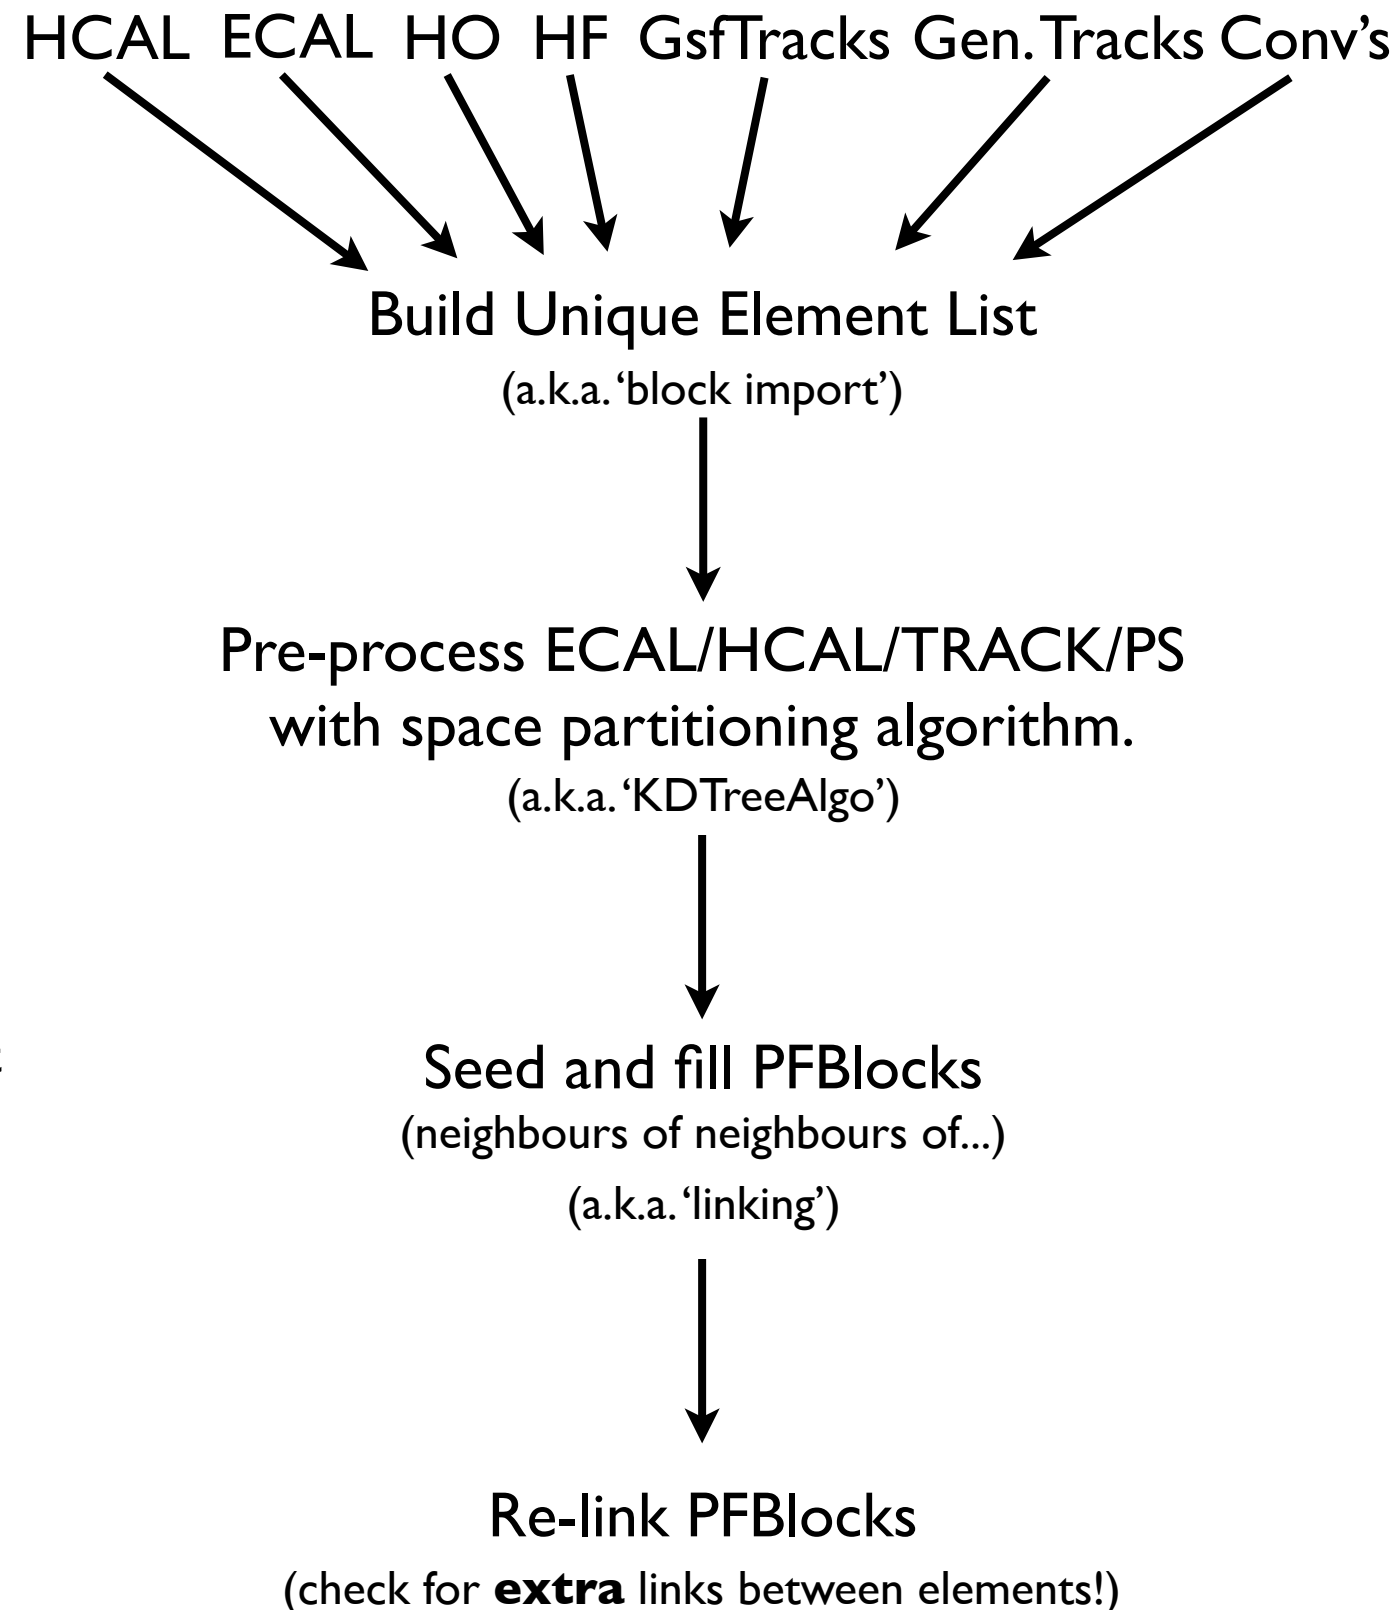 HCAL ECAL HO HF GsfTracks Gen. Tracks Conv’s
Build Unique Element List
(a.k.a. ‘block import’)
Pre-process ECAL/HCAL/TRACK/PS
with space partitioning algorithm.
(a.k.a. ‘KDTreeAlgo’)
Seed and fill PFBlocks
(neighbours of neighbours of...)
(a.k.a. ‘linking’)
Re-link PFBlocks
(check for extra links between elements!)